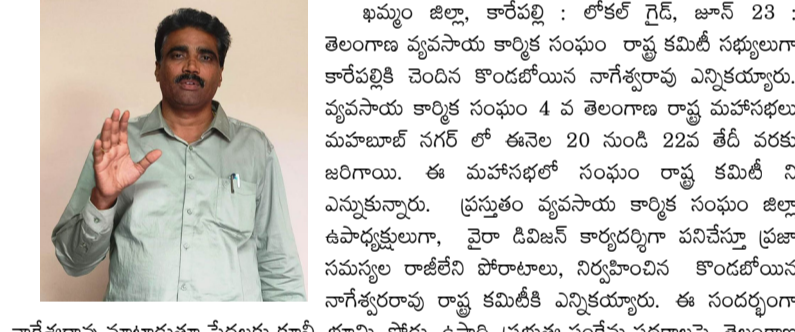 ఖమ్మం జిల్లా, కారేపల్లి : లోకల్ గైడ్, జూన్ 23 :
తెలంగాణ వ్యవసాయ కార్మిక సంఘం రాష్ట్ర కమిటీ సభ్యులుగా
కారేపల్లికి చెందిన కొండబోయిన నాగేశ్వరావు ఎన్నికయ్యారు.
వ్యవసాయ కార్మిక సంఘం 4 వ తెలంగాణ రాష్ట్ర మహాసభలు
మహబూబ్ నగర్ లో ఈనెల 20 నుండి 22వ తేదీ వరకు
జరిగాయి. ఈ మహాసభలో సంఘం రాష్ట్ర కమిటీ ని
ఎన్నుకున్నారు. ప్రస్తుతం వ్యవసాయ కార్మిక సంఘం జిల్లా
ఉపాధ్యక్షులుగా, వైరా డివిజన్ కార్యదర్శిగా పనిచేస్తూ ప్రజా
సమస్యల రాజీలేని పోరాటాలు, నిర్వహించిన కొండబోయిన
నాగేశ్వరరావు రాష్ట్ర కమిటీకి ఎన్నికయ్యారు. ఈ సందర్భంగా